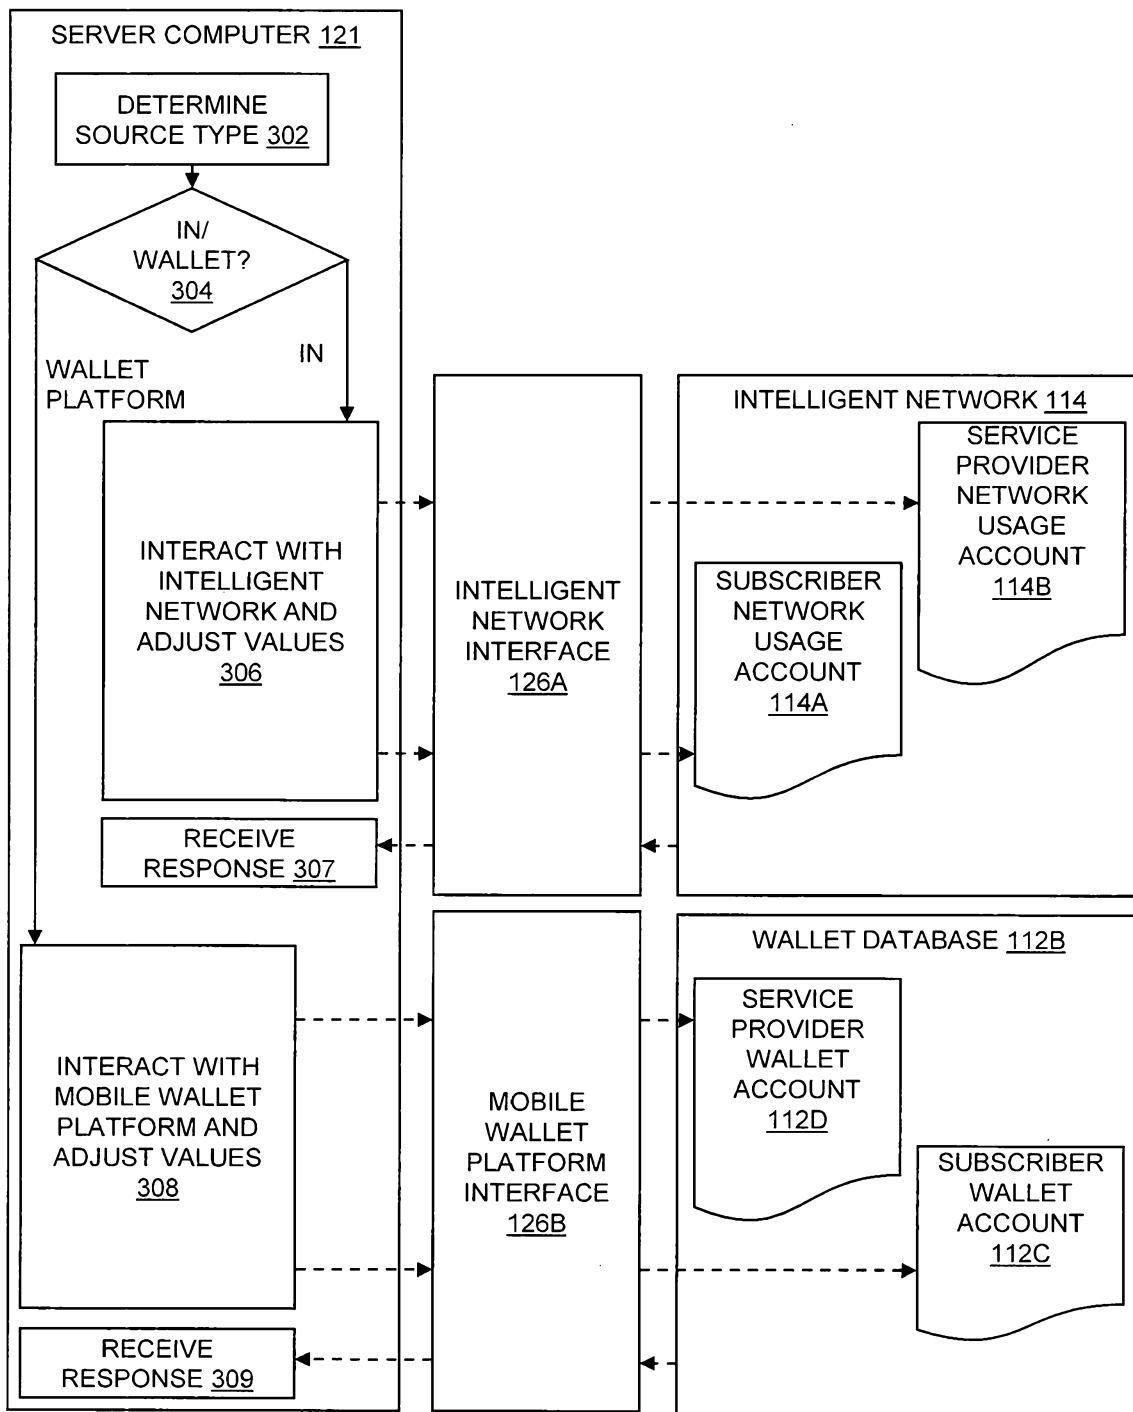 SERVER COMPUTER 121
DETERMINE
SOURCE TYPE 302
IN/
WALLET?
304
WALLET
PLATFORM
IN
INTERACT WITH
INTELLIGENT
NETWORK AND
ADJUST VALUES
306
RECEIVE
RESPONSE 307
INTERACT WITH
MOBILE WALLET
PLATFORM AND
ADJUST VALUES
308
RECEIVE
RESPONSE 309
INTELLIGENT
NETWORK
INTERFACE
126A
MOBILE
WALLET
PLATFORM
INTERFACE
126B
INTELLIGENT NETWORK 114
SERVICE
PROVIDER
NETWORK
USAGE
ACCOUNT
114B
SUBSCRIBER
NETWORK
USAGE
ACCOUNT
114A
WALLET DATABASE 112B
SERVICE
PROVIDER
WALLET
ACCOUNT
112D
SUBSCRIBER
WALLET
ACCOUNT
112C